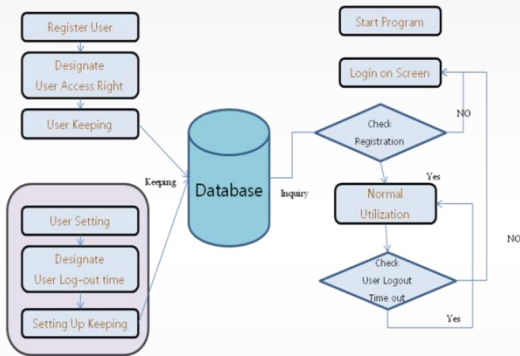 Register User
Designate
User Access Right
User Keeping
User Setting
Designate
User Log-out time
Setting Up Keeping
Keeping
Database
Inquiry
Start Program
Login on Screen
Check
Registration
NO
Yes
Normal
Utilization
Check
User Logout
Time out
Yes
NO